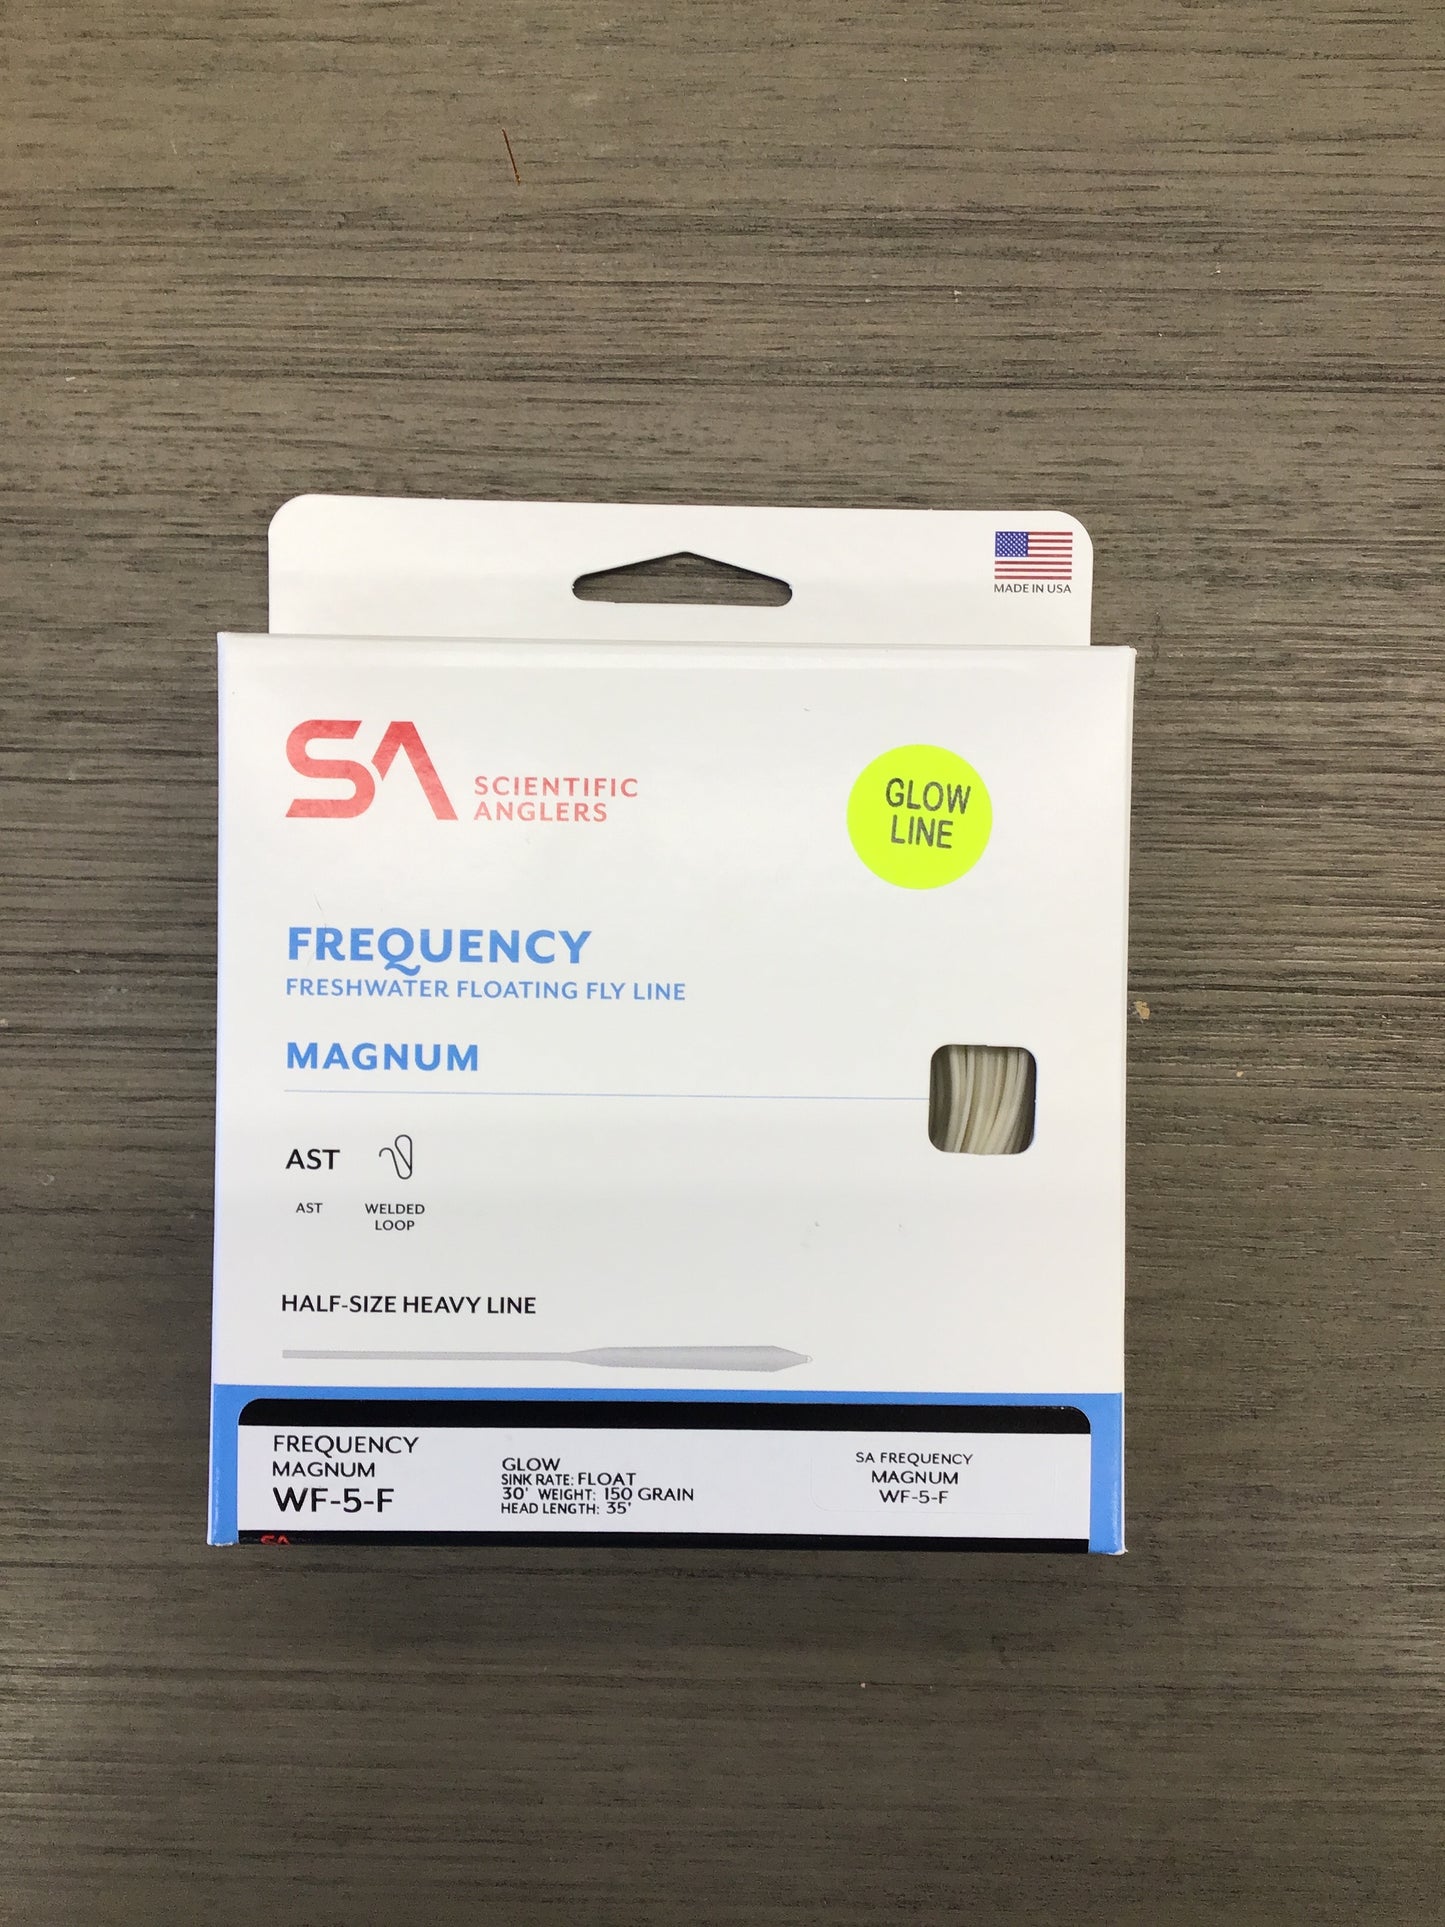 MADE IN USA
SA SCIENTIFIC
ANGLERS
GLOW
LINE
FREQUENCY
FRESHWATER FLOATING FLY LINE
MAGNUM
AST
AST
WELDED
LOOP
HALF-SIZE HEAVY LINE
FREQUENCY
MAGNUM
WF-5-F
GLOW
SINK RATE: FLOAT
30' WEIGHT: 150 GRAIN
HEAD LENGTH: 35'
SA FREQUENCY
MAGNUM
WF-5-F
SA